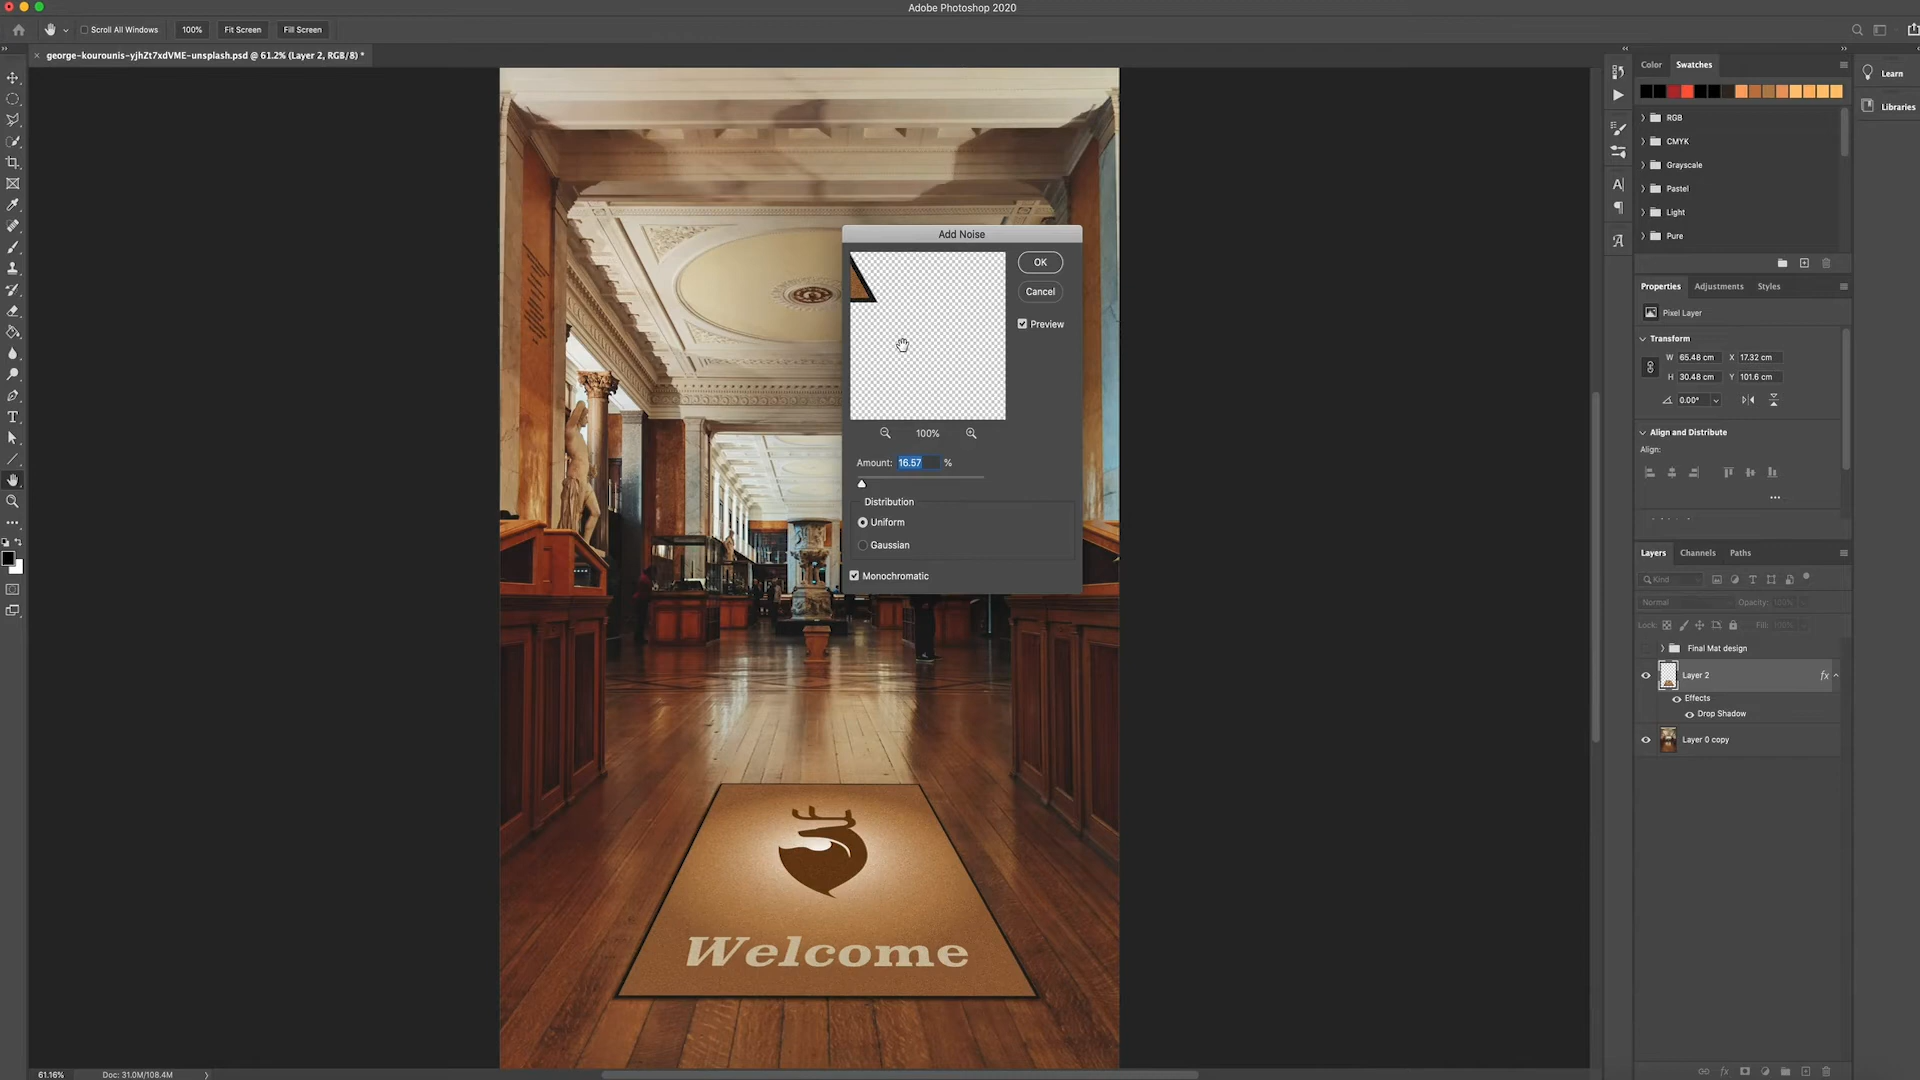 Adobe Photoshop 2020
Scroll All Windows
100%
Fit Screen
Fill Screen
george-kourounis-yjhZt7xdVME-unsplash.psd @ 61.2% (Layer 2, RGB/8) *
Color
Swatches
Learn
Libraries
RGB
CMYK
Grayscale
Pastel
Light
Pure
Add Noise
OK
Cancel
Preview
100%
Amount: 16.57 %
Distribution
Uniform
Gaussian
Monochromatic
Properties
Adjustments
Styles
Pixel Layer
Transform
W 65.48 cm X 17.32 cm
H 30.48 cm Y 101.6 cm
0.00°
Align and Distribute
Align:
Layers
Channels
Paths
Kind
Normal
Opacity: 100%
Lock:
Fill: 100%
Final Mat design
Layer 2
fx
Effects
Drop Shadow
Layer 0 copy
Welcome
61.16%
Doc: 31.0M/108.4M
fx